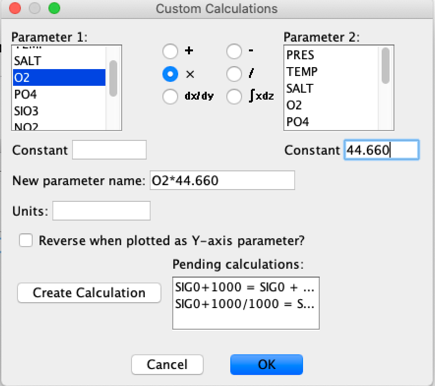 Custom Calculations
Parameter 1:
Parameter 2:
TEMP
SALT
O2
PO4
SIO3
NO2
+
-
×
/
dx/dy
∫xdz
PRES
TEMP
SALT
O2
PO4
Constant
Constant 44.660
New parameter name: O2*44.660
Units:
Reverse when plotted as Y-axis parameter?
Pending calculations:
Create Calculation
SIG0+1000 = SIG0 + ...
SIG0+1000/1000 = S...
Cancel
OK